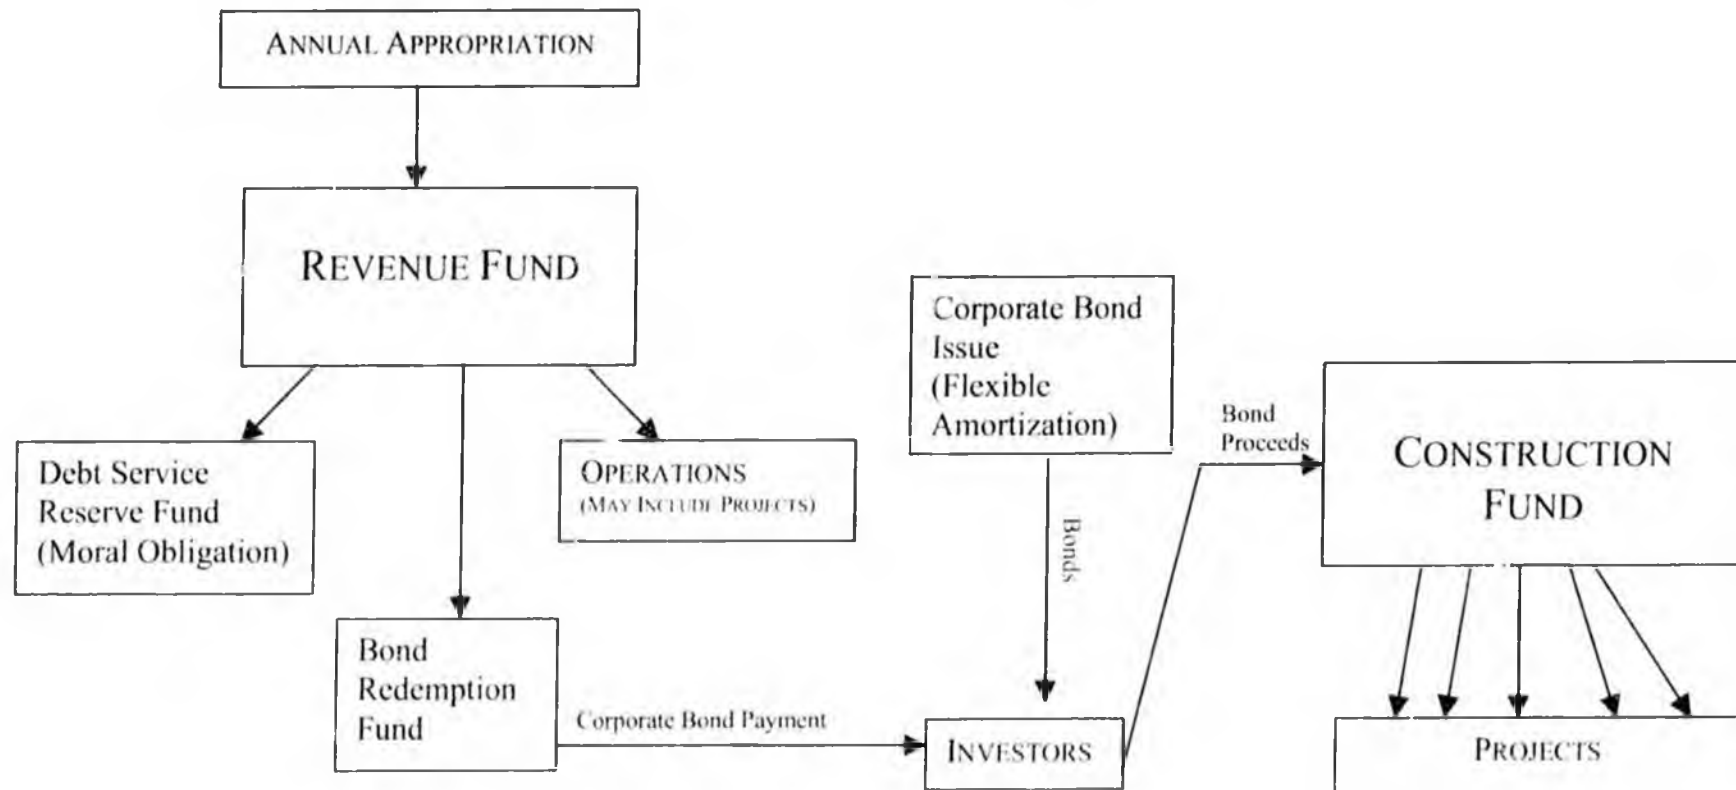 ANNUAL APPROPRIATION
REVENUE FUND
Debt Service
Reserve Fund
(Moral Obligation)
OPERATIONS
(MAY INCLUDE PROJECTS)
Bond
Redemption
Fund
Corporate Bond Payment
Corporate Bond
Issue
(Flexible
Amortization)
Bonds
INVESTORS
Bond
Proceeds
CONSTRUCTION
FUND
PROJECTS